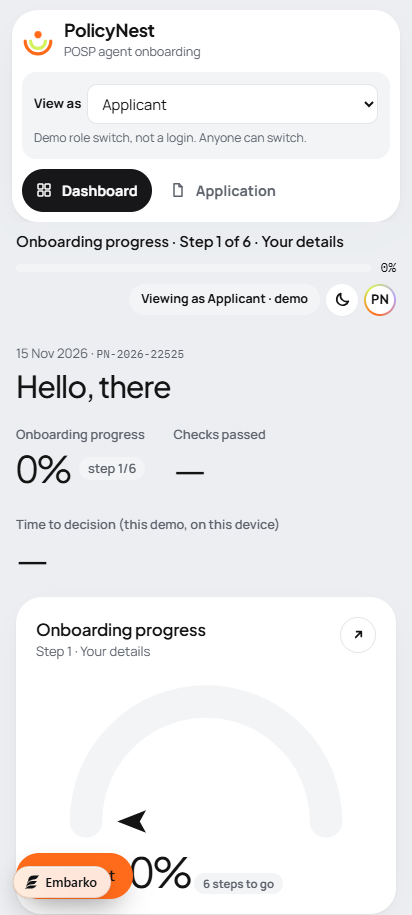 PolicyNest
POSP agent onboarding
View as Applicant
Demo role switch, not a login. Anyone can switch.
Dashboard Application
Onboarding progress · Step 1 of 6 · Your details
0%
Viewing as Applicant · demo PN
15 Nov 2026 · PN-2026-22525
Hello, there
Onboarding progress Checks passed
0% step 1/6 —
Time to decision (this demo, on this device)
—
Onboarding progress
Step 1 · Your details
0% 6 steps to go
Embarko